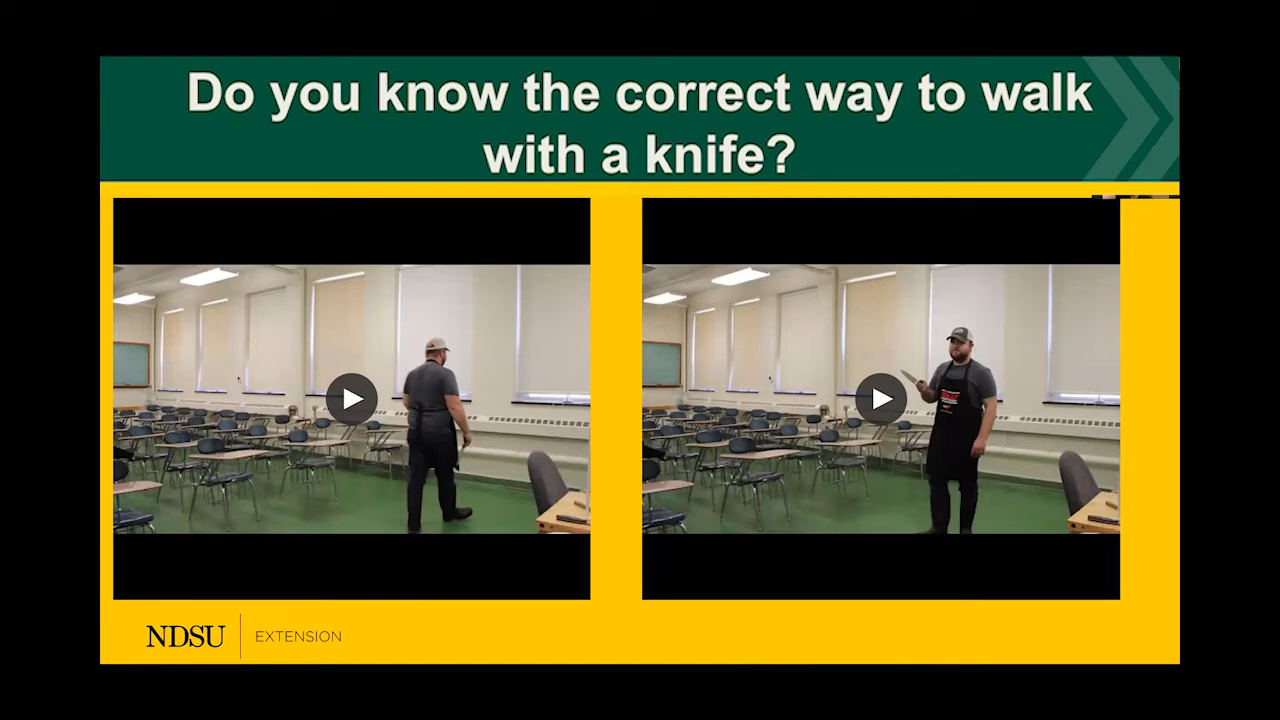 Do you know the correct way to walk
with a knife?
NDSU EXTENSION